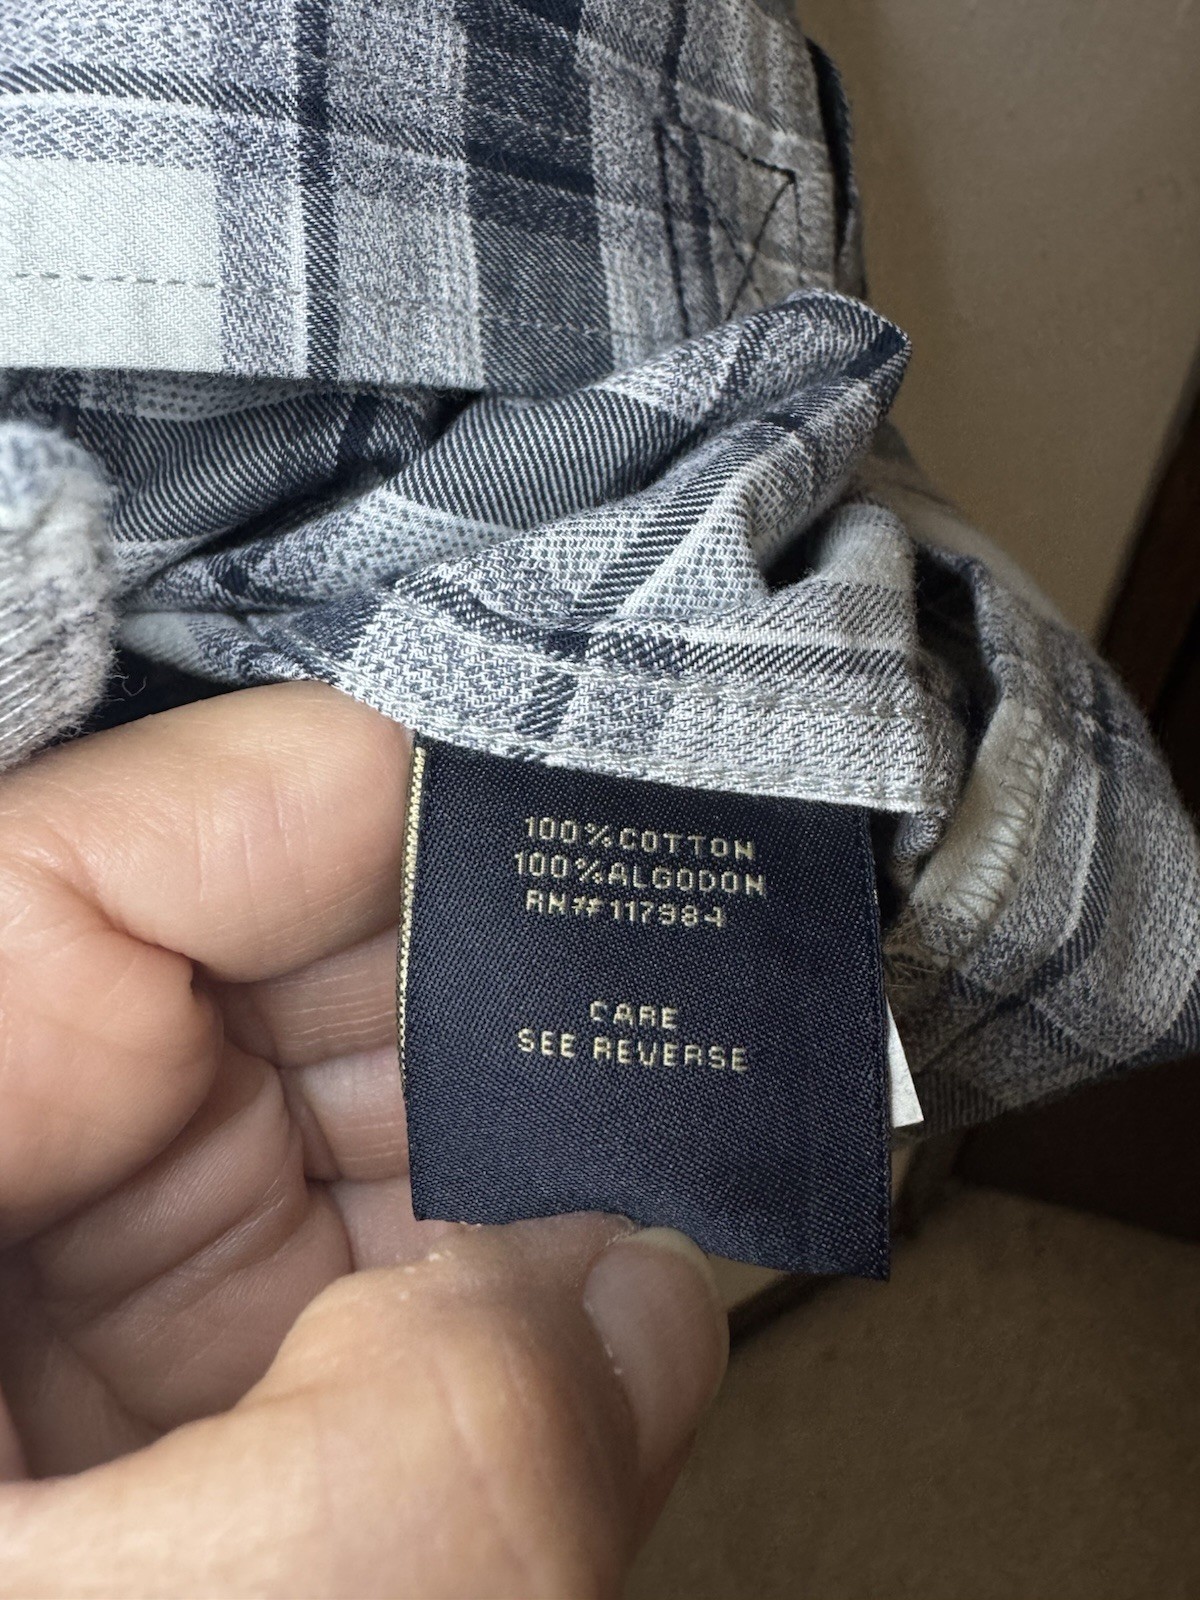 100% COTTON
100% ALGODON
RN# 117984
CARE
SEE REVERSE